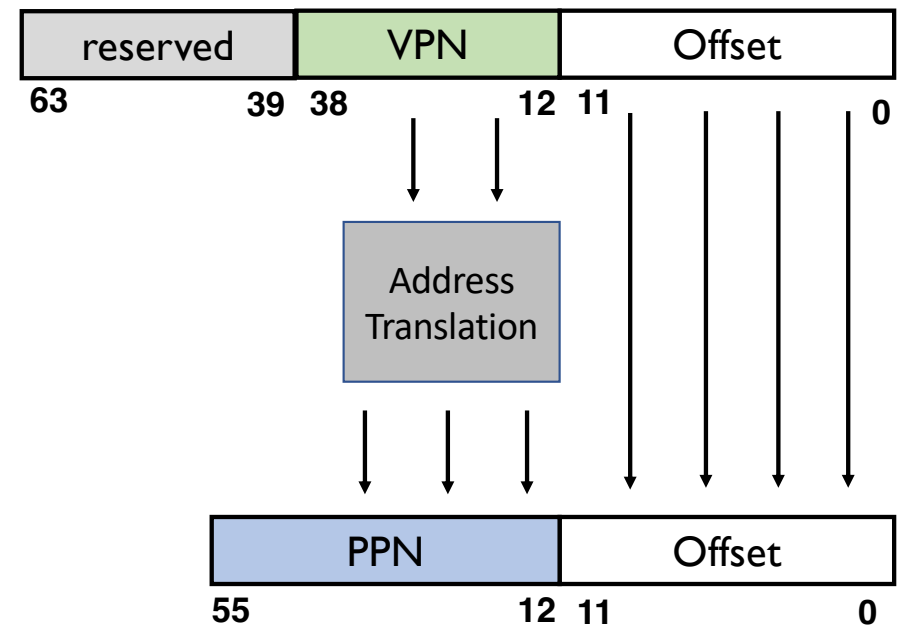 reserved VPN Offset
63 39 38 12 11 0
Address
Translation
PPN Offset
55 12 11 0